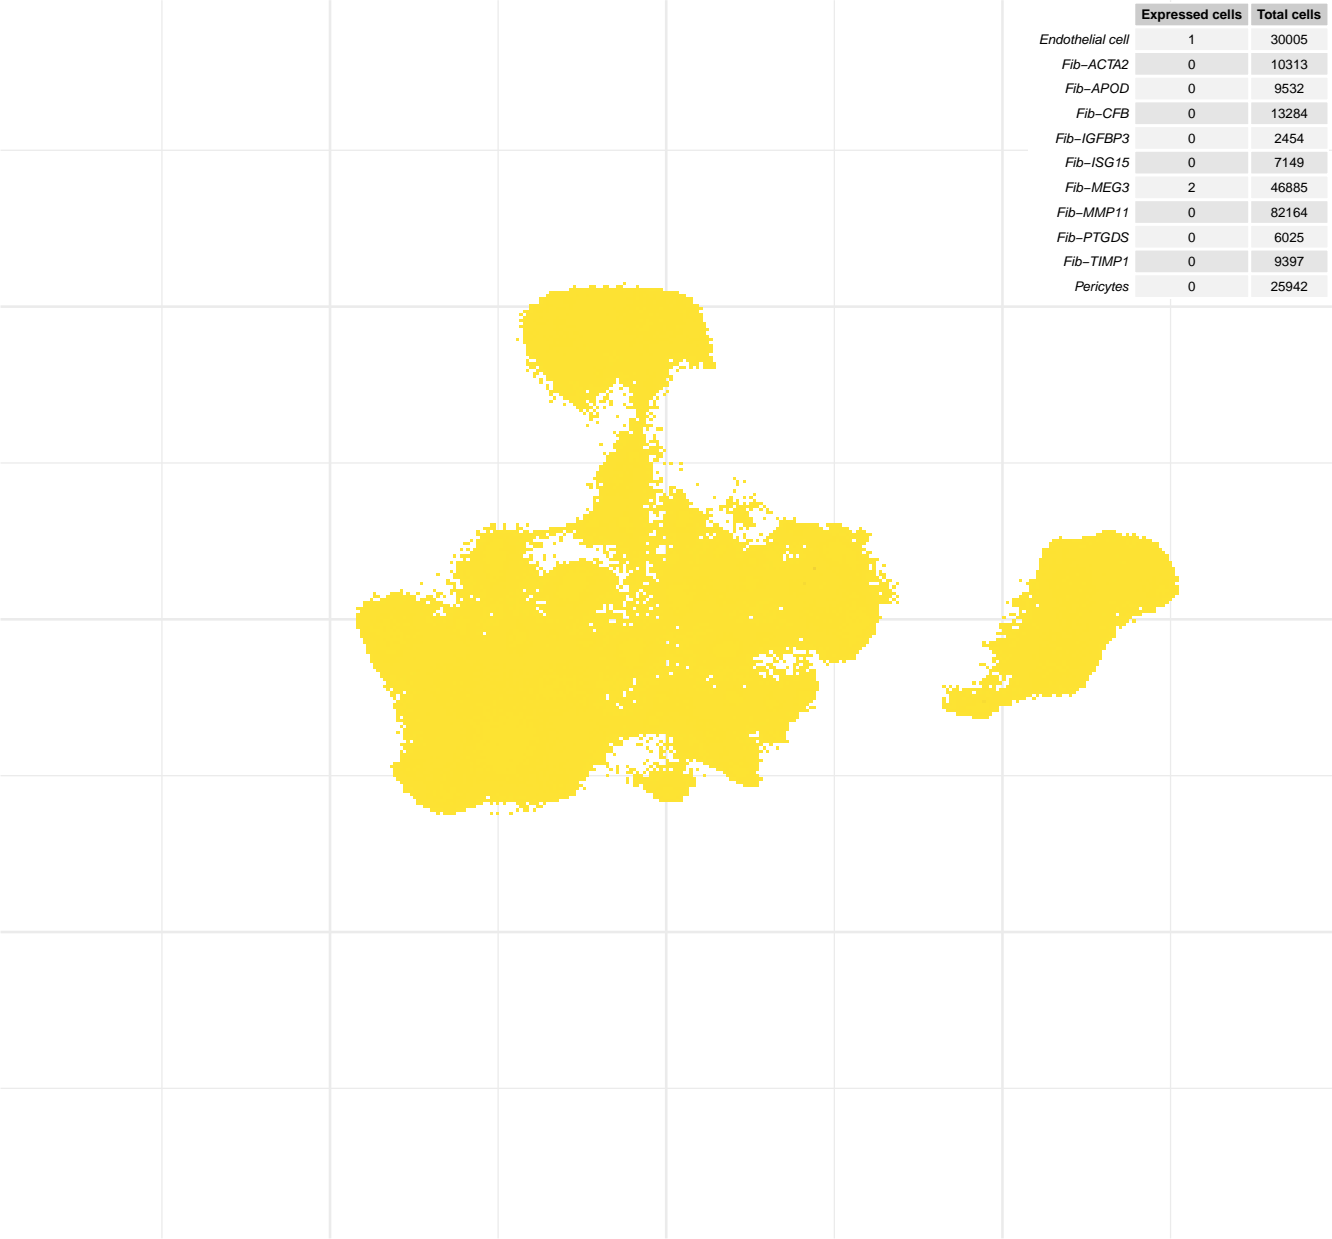 Expressed cells Total cells
Endothelial cell 1 30005
Fib−ACTA2 0 10313
Fib−APOD 0 9532
Fib−CFB 0 13284
Fib−IGFBP3 0 2454
Fib−ISG15 0 7149
Fib−MEG3 2 46885
Fib−MMP11 0 82164
Fib−PTGDS 0 6025
Fib−TIMP1 0 9397
Pericytes 0 25942